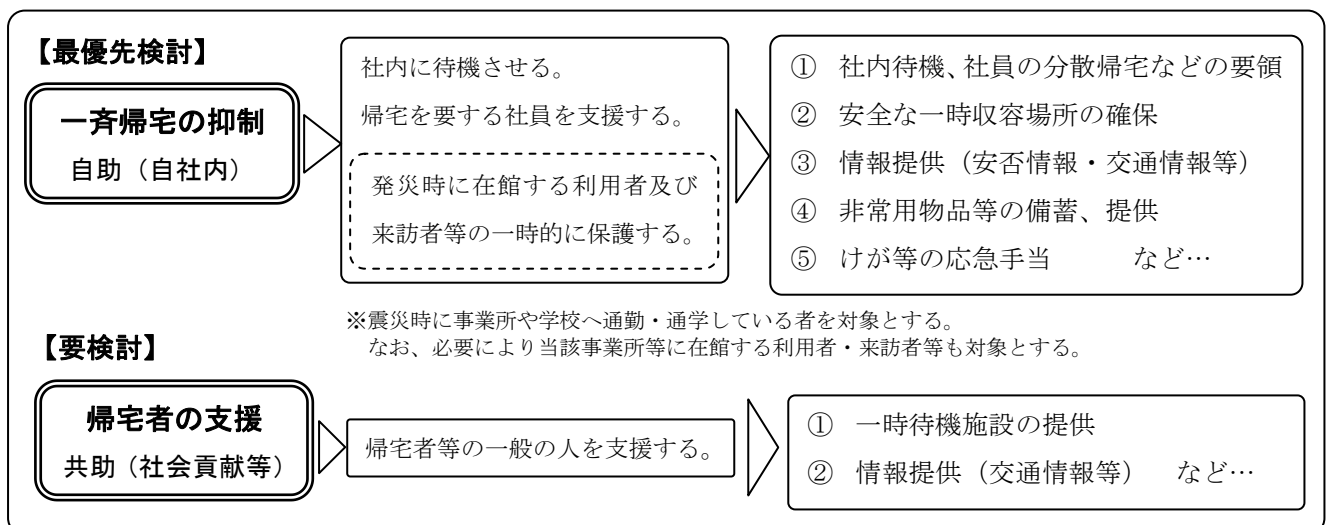 【最優先検討】
一斉帰宅の抑制
自助（自社内）
社内に待機させる。
帰宅を要する社員を支援する。
発災時に在館する利用者及び
来訪者等の一時的に保護する。
① 社内待機、社員の分散帰宅などの要領
② 安全な一時収容場所の確保
③ 情報提供（安否情報・交通情報等）
④ 非常用物品等の備蓄、提供
⑤ けが等の応急手当　　　など…
※震災時に事業所や学校へ通勤・通学している者を対象とする。
なお、必要により当該事業所等に在館する利用者・来訪者等も対象とする。
【要検討】
帰宅者の支援
共助（社会貢献等）
帰宅者等の一般の人を支援する。
① 一時待機施設の提供
② 情報提供（交通情報等）　など…